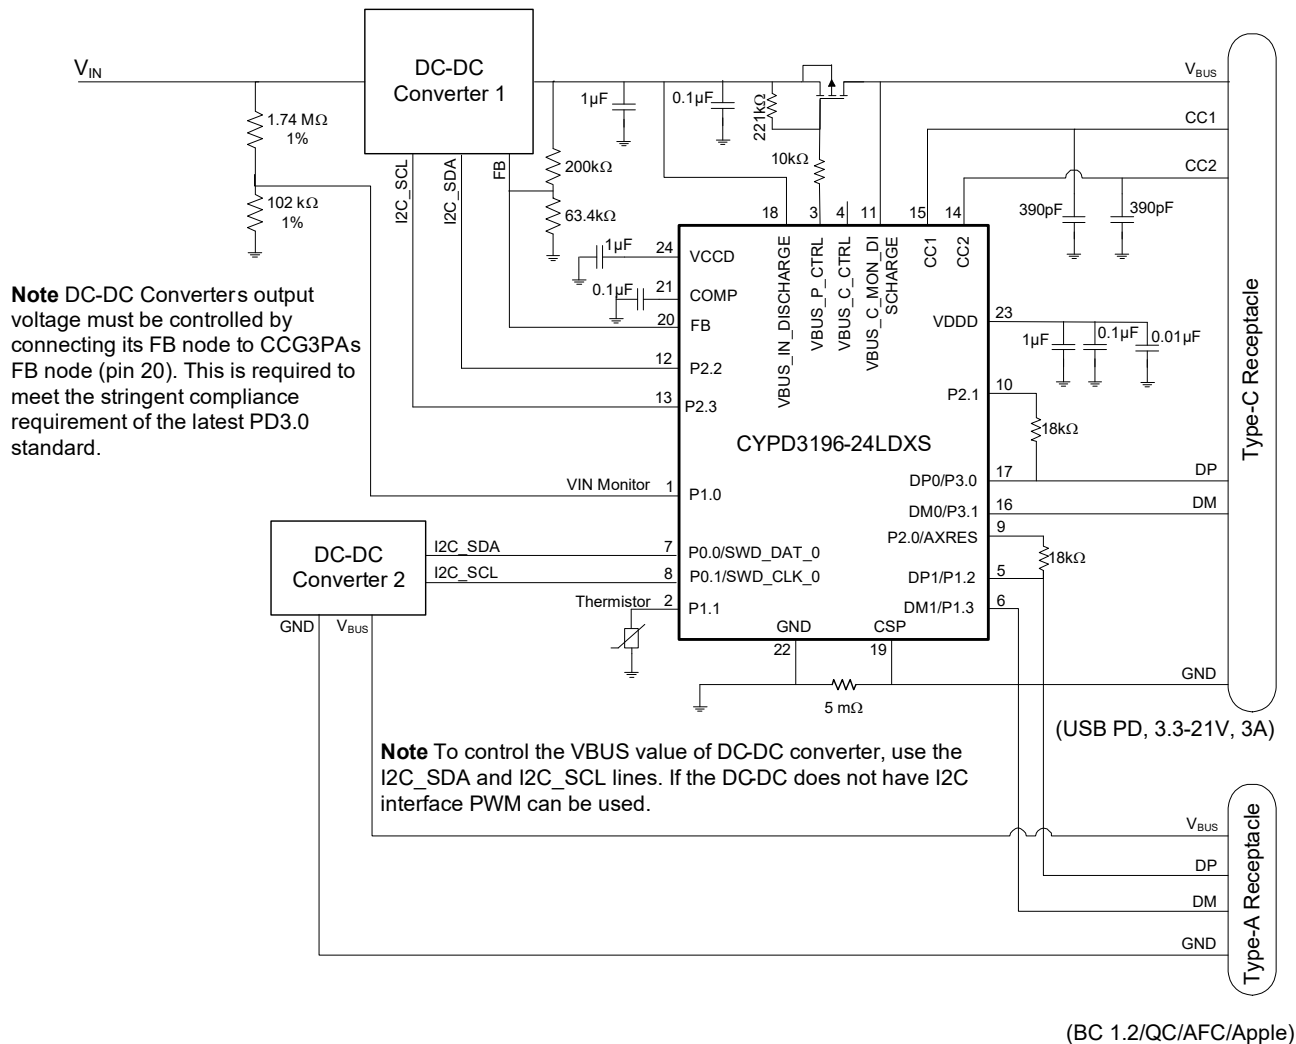 V_IN
DC-DC
Converter 1
V_BUS
1.74 MΩ
1%
1µF
0.1µF
221kΩ
CC1
I2C_SCL
I2C_SDA
FB
200kΩ
10kΩ
CC2
102 kΩ
1%
63.4kΩ
18
3
4
11
15
14
390pF
390pF
1µF
24
VCCD
VBUS_IN_DISCHARGE
VBUS_P_CTRL
VBUS_C_CTRL
VBUS_C_MON_DI
SCHARGE
CC1
CC2
0.1µF
21
COMP
20
FB
VDDD
23
1µF
0.1µF
0.01µF
Note DC-DC Converters output
voltage must be controlled by
connecting its FB node to CCG3PAs
FB node (pin 20). This is required to
meet the stringent compliance
requirement of the latest PD3.0
standard.
12
P2.2
13
P2.3
P2.1
10
18kΩ
Type-C Receptacle
CYPD3196-24LDXS
VIN Monitor
1
P1.0
DP0/P3.0
17
DP
DM0/P3.1
16
DM
P2.0/AXRES
9
18kΩ
DC-DC
Converter 2
I2C_SDA
7
P0.0/SWD_DAT_0
I2C_SCL
8
P0.1/SWD_CLK_0
DP1/P1.2
5
Thermistor
2
P1.1
DM1/P1.3
6
GND
V_BUS
GND
CSP
22
19
GND
5 mΩ
(USB PD, 3.3-21V, 3A)
Note To control the VBUS value of DC-DC converter, use the
I2C_SDA and I2C_SCL lines. If the DC-DC does not have I2C
interface PWM can be used.
V_BUS
DP
DM
GND
Type-A Receptacle
(BC 1.2/QC/AFC/Apple)